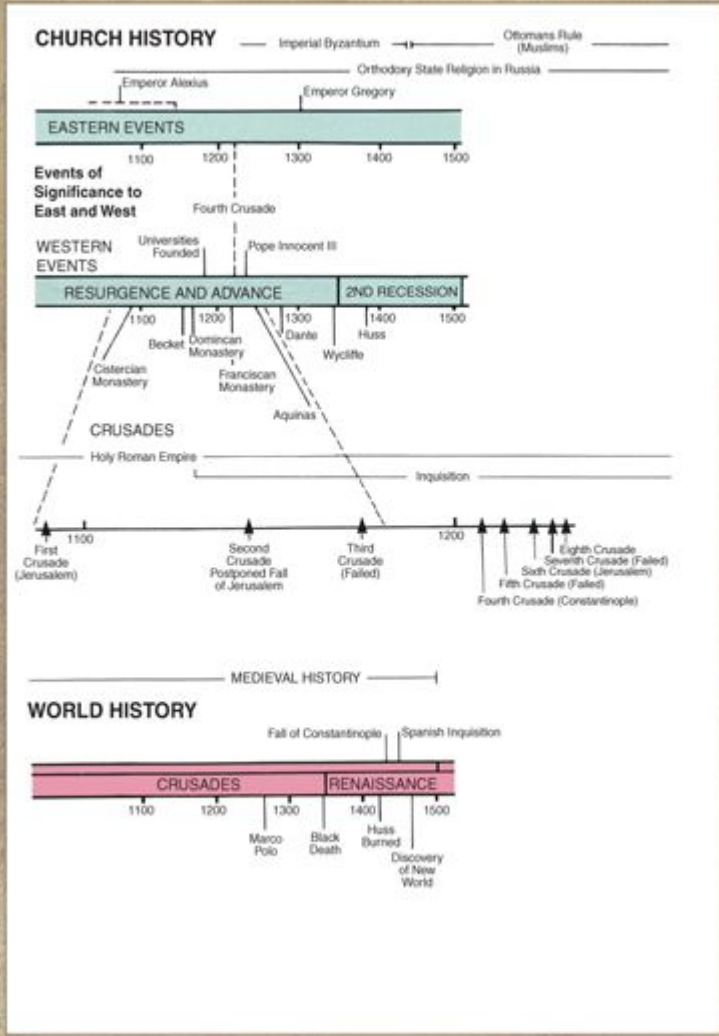 CHURCH HISTORY
Imperial Byzantium
Ottomans Rule
(Muslims)
Orthodoxy State Religion in Russia
Emperor Alexius
Emperor Gregory
EASTERN EVENTS
1100
1200
1300
1400
1500
Events of
Significance to
East and West
Fourth Crusade
WESTERN
EVENTS
Universities
Founded
Pope Innocent III
RESURGENCE AND ADVANCE
2ND RECESSION
1100
1200
1300
1400
1500
Becket
Domincan
Monastery
Dante
Huss
Wycliffe
Cistercian
Monastery
Franciscan
Monastery
Aquinas
CRUSADES
Holy Roman Empire
Inquisition
1100
1200
First
Crusade
(Jerusalem)
Second
Crusade
Postponed Fall
of Jerusalem
Third
Crusade
(Failed)
Eighth Crusade
Seventh Crusade (Failed)
Sixth Crusade (Jerusalem)
Fifth Crusade (Failed)
Fourth Crusade (Constantinople)
MEDIEVAL HISTORY
WORLD HISTORY
Fall of Constantinople
Spanish Inquisition
CRUSADES
RENAISSANCE
1100
1200
1300
1400
1500
Marco
Polo
Black
Death
Huss
Burned
Discovery
of New
World